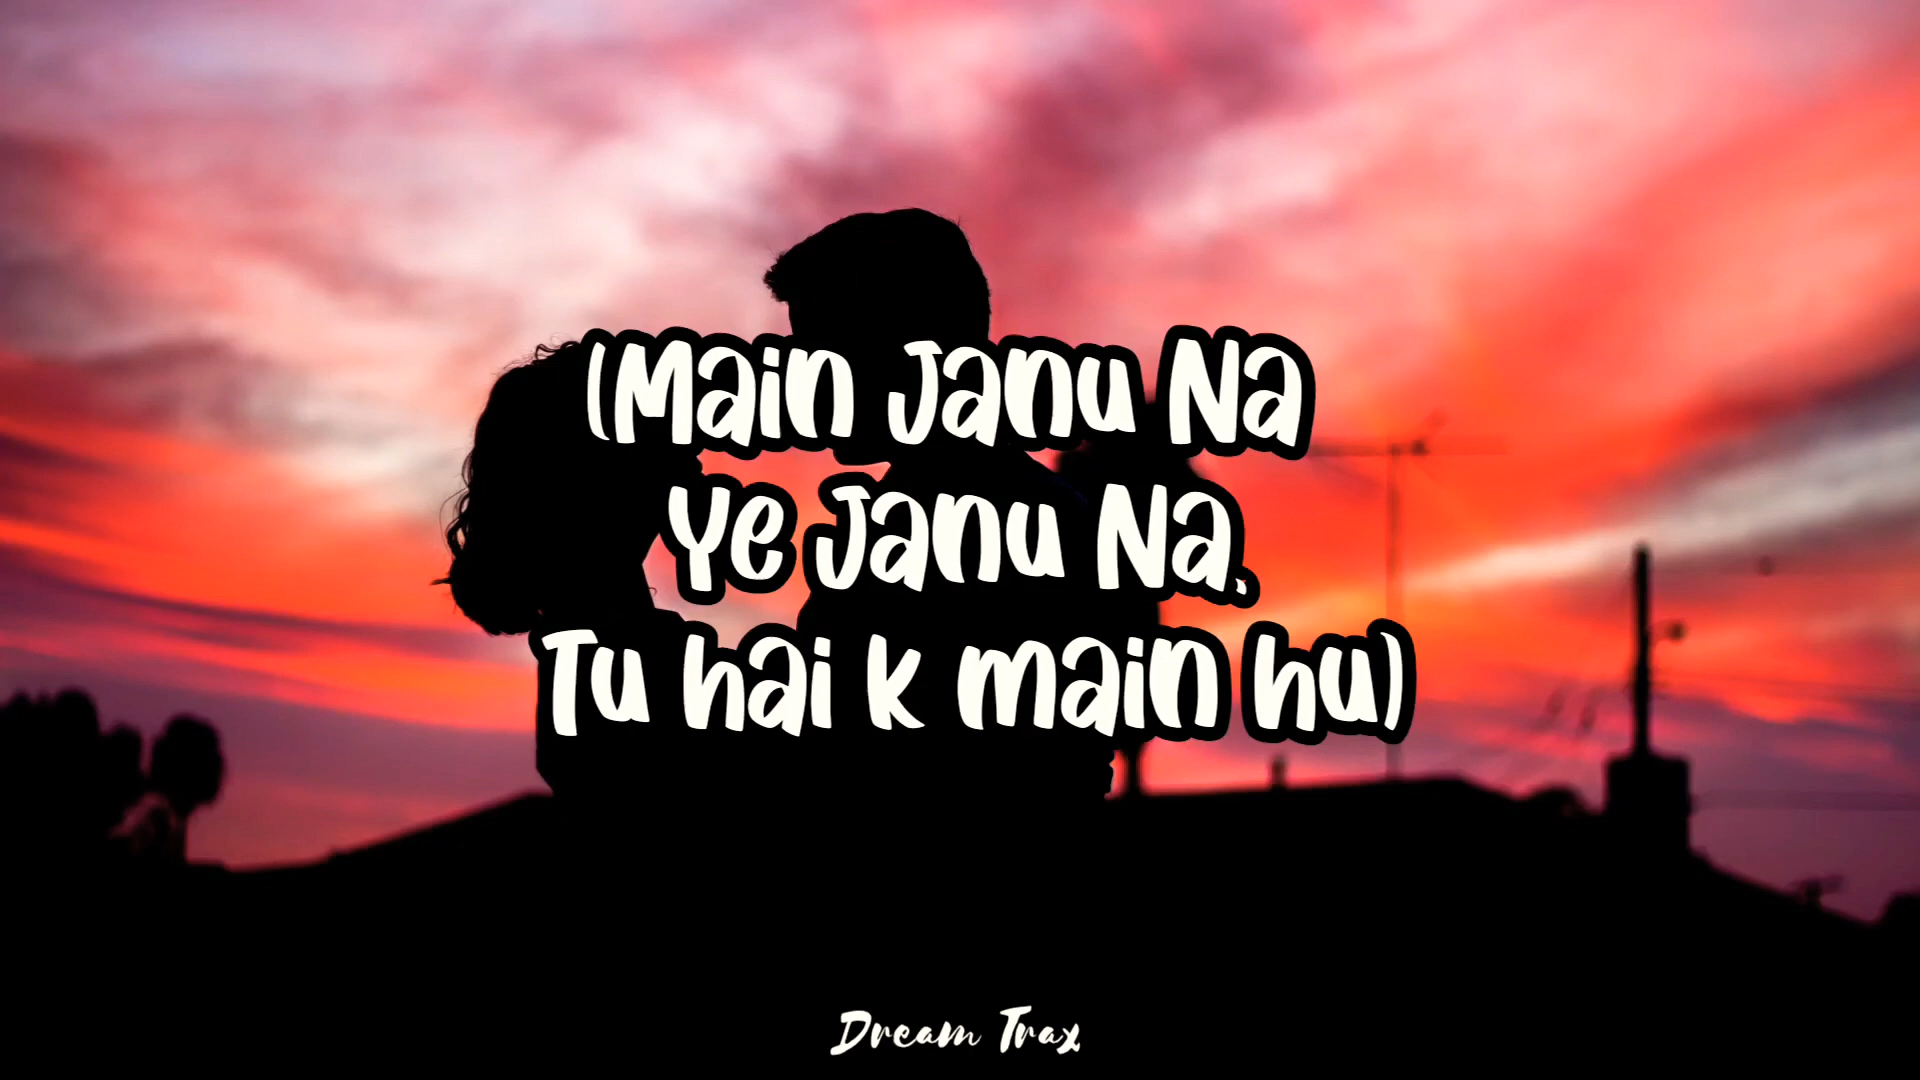 (Main Janu Na
Ye Janu Na,
Tu hai k main hu)
Dream Trax